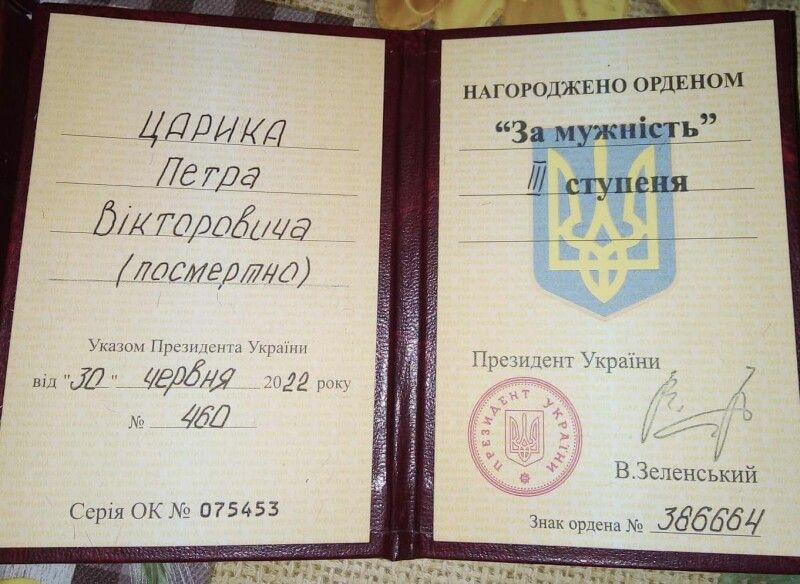 ЦАРИКА
Петра
Вікторовича
(посмертно)
Указом Президента України
від "30" червня 2022 року
№ 460
Серія ОК № 075453
НАГОРОДЖЕНО ОРДЕНОМ
“За мужність”
III ступеня
Президент України
ПРЕЗИДЕНТ УКРАЇНИ
В.Зеленський
Знак ордена № 386664